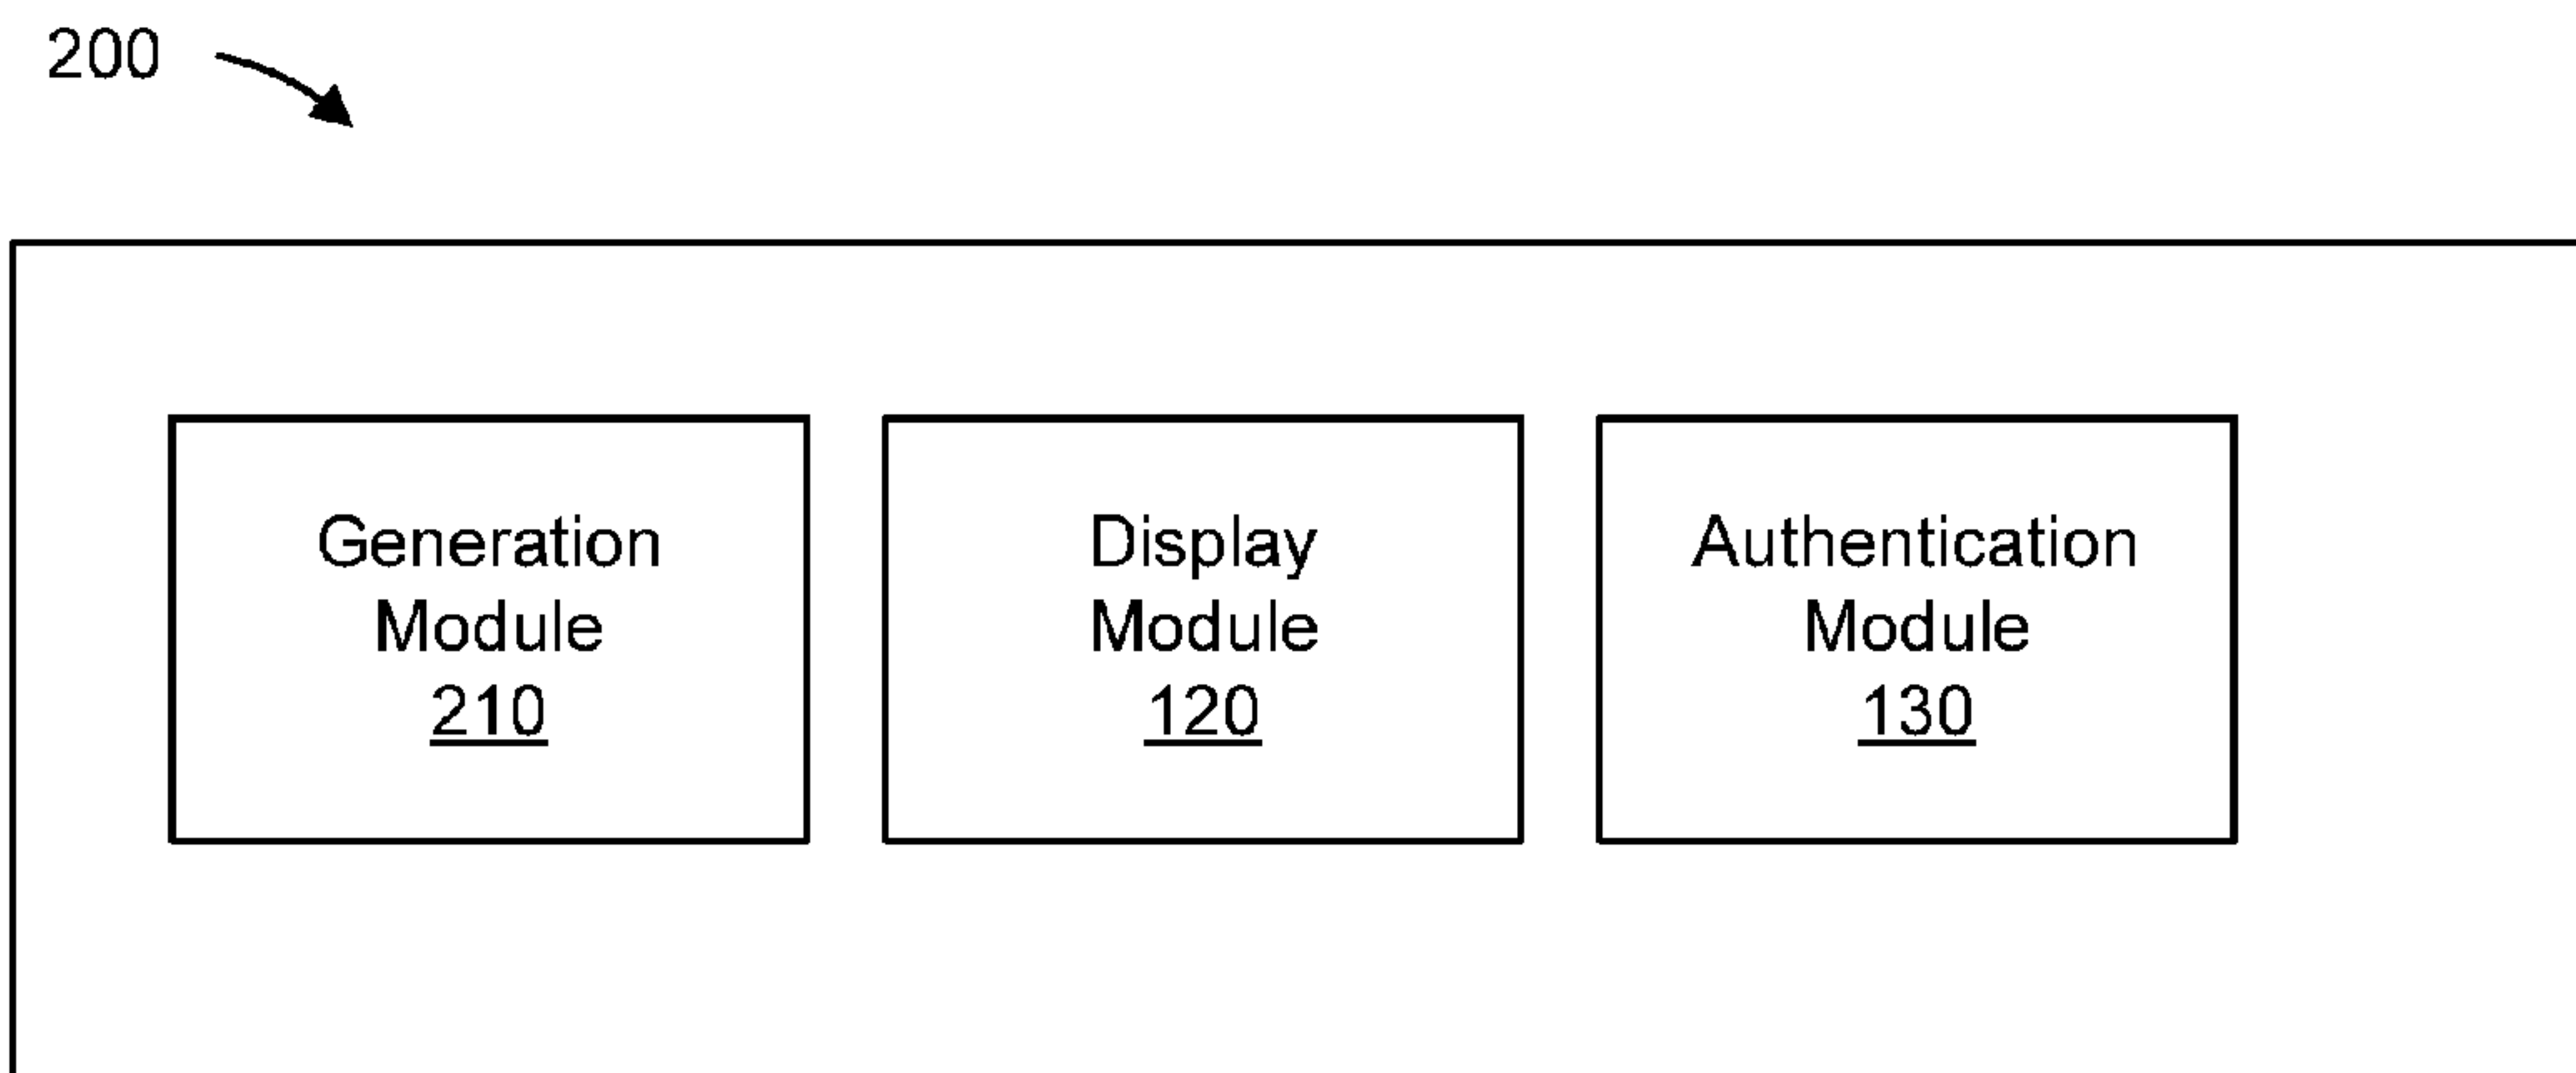 200
Generation
Module
210
Display
Module
120
Authentication
Module
130